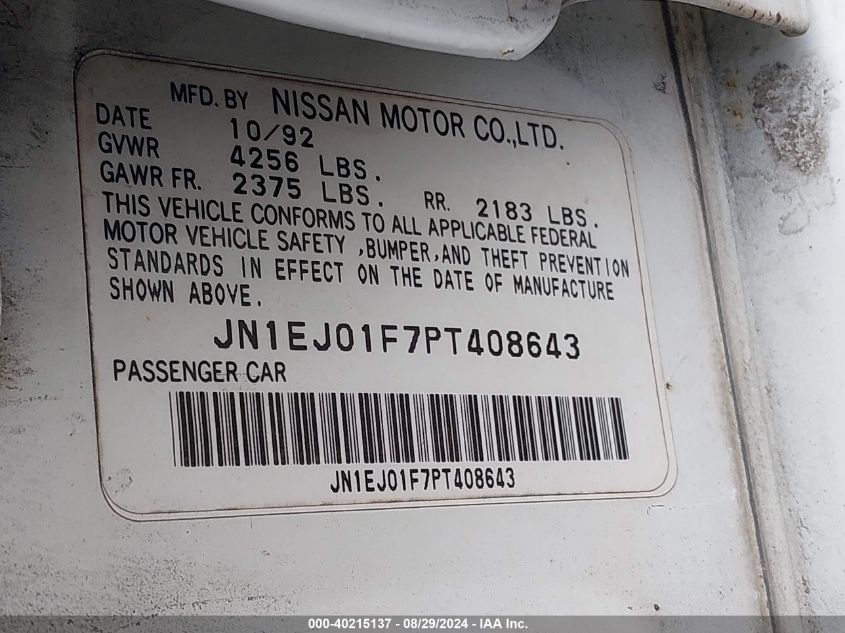 MFD. BY NISSAN MOTOR CO.,LTD.
DATE 10/92
GVWR 4256 LBS.
GAWR FR. 2375 LBS. RR. 2183 LBS.
THIS VEHICLE CONFORMS TO ALL APPLICABLE FEDERAL
MOTOR VEHICLE SAFETY ,BUMPER,AND THEFT PREVENTION
STANDARDS IN EFFECT ON THE DATE OF MANUFACTURE
SHOWN ABOVE.
JN1EJ01F7PT408643
PASSENGER CAR
JN1EJ01F7PT408643
000-40215137 - 08/29/2024 - IAA Inc.